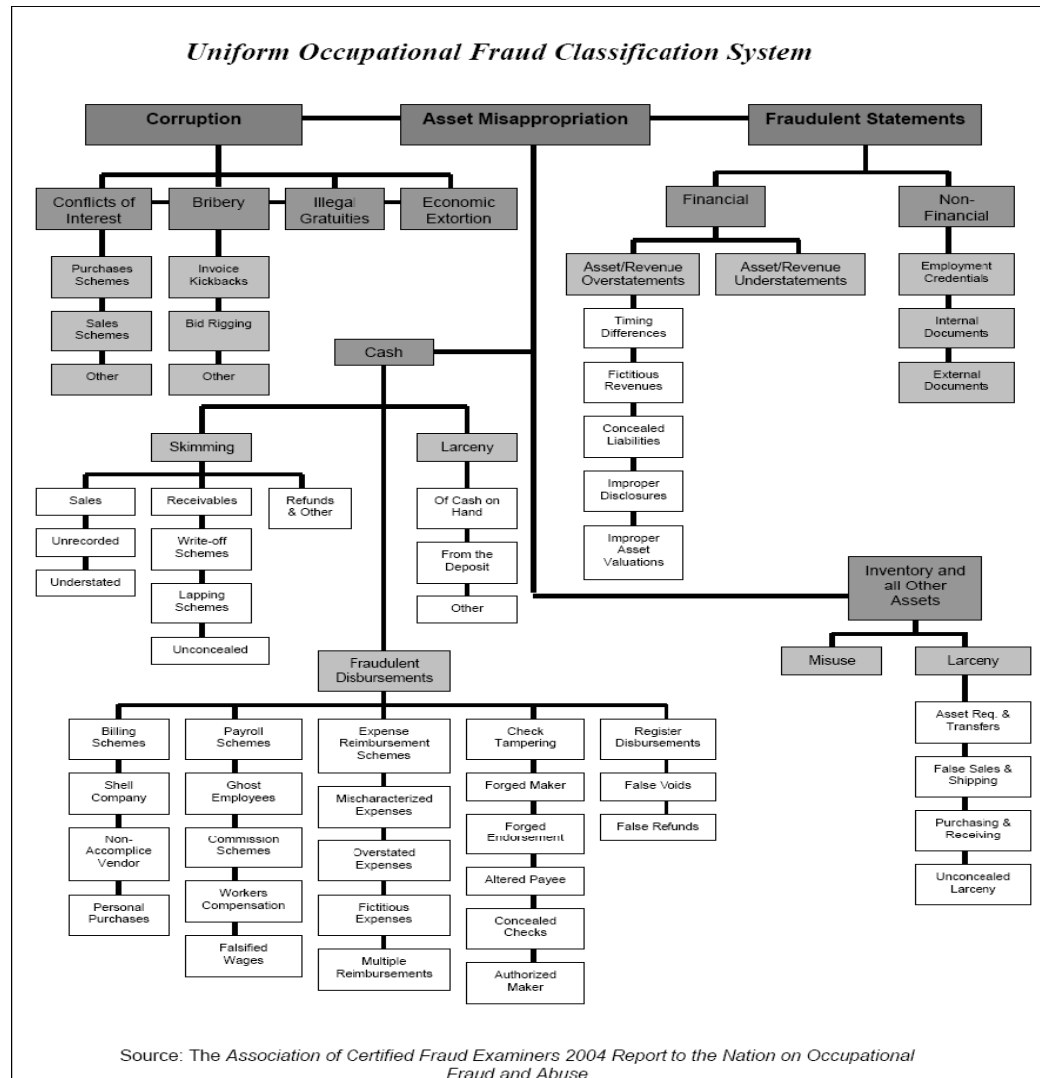 Uniform Occupational Fraud Classification System
Corruption
Asset Misappropriation
Fraudulent Statements
Conflicts of
Interest
Bribery
Illegal
Gratuities
Economic
Extortion
Financial
Non-
Financial
Purchases
Schemes
Invoice
Kickbacks
Asset/Revenue
Overstatements
Asset/Revenue
Understatements
Employment
Credentials
Sales
Schemes
Bid Rigging
Timing
Differences
Internal
Documents
Other
Other
Cash
Fictitious
Revenues
External
Documents
Concealed
Liabilities
Improper
Disclosures
Improper
Asset
Valuations
Skimming
Larceny
Sales
Unrecorded
Understated
Receivables
Write-off
Schemes
Lapping
Schemes
Unconcealed
Refunds
& Other
Of Cash on
Hand
From the
Deposit
Other
Inventory and
all Other
Assets
Misuse
Larceny
Asset Req. &
Transfers
False Sales &
Shipping
Purchasing &
Receiving
Unconcealed
Larceny
Fraudulent
Disbursements
Billing
Schemes
Shell
Company
Non-
Accomplice
Vendor
Personal
Purchases
Payroll
Schemes
Ghost
Employees
Commission
Schemes
Workers
Compensation
Falsified
Wages
Expense
Reimbursement
Schemes
Mischaracterized
Expenses
Overstated
Expenses
Fictitious
Expenses
Multiple
Reimbursements
Check
Tampering
Forged Maker
Forged
Endorsement
Altered Payee
Concealed
Checks
Authorized
Maker
Register
Disbursements
False Voids
False Refunds
Source: The Association of Certified Fraud Examiners 2004 Report to the Nation on Occupational
Fraud and Abuse